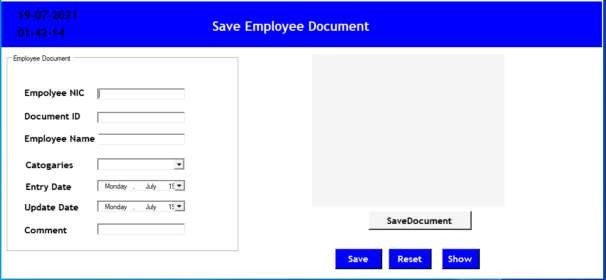 19-07-2021
01-42-14
Save Employee Document
Employee Document
Empolyee NIC
Document ID
Employee Name
Catogaries
Entry Date Monday , July 19
Update Date Monday , July 19
Comment
SaveDocument
Save Reset Show